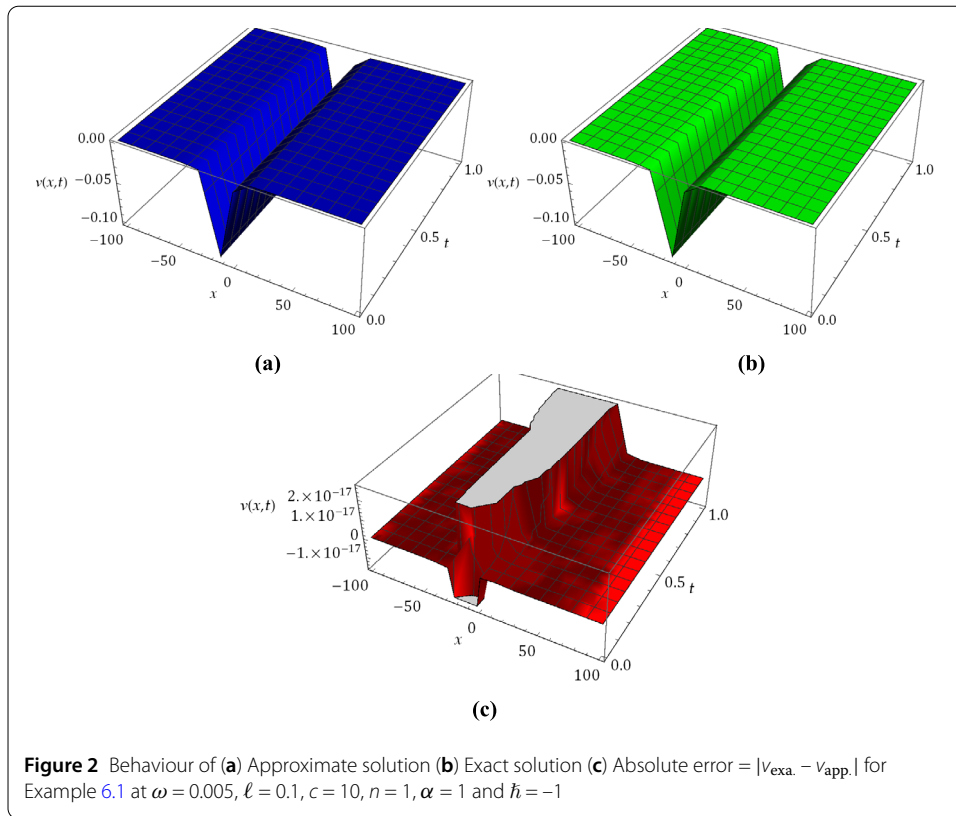 0.00
v(x,t)
−0.05
−0.10
−100
−50
0
x
50
100
0.0
0.5
t
1.0
(a)
0.00
v(x,t)
−0.05
−0.10
−100
−50
0
x
50
100
0.0
0.5
t
1.0
(b)
2.×10⁻¹⁷
v(x,t)
1.×10⁻¹⁷
0
−1.×10⁻¹⁷
−100
−50
0
x
50
100
0.0
0.5
t
1.0
(c)
Figure 2 Behaviour of (a) Approximate solution (b) Exact solution (c) Absolute error = |v_exa. − v_app.| for
Example 6.1 at ω = 0.005, ℓ = 0.1, c = 10, n = 1, α = 1 and ℏ = −1